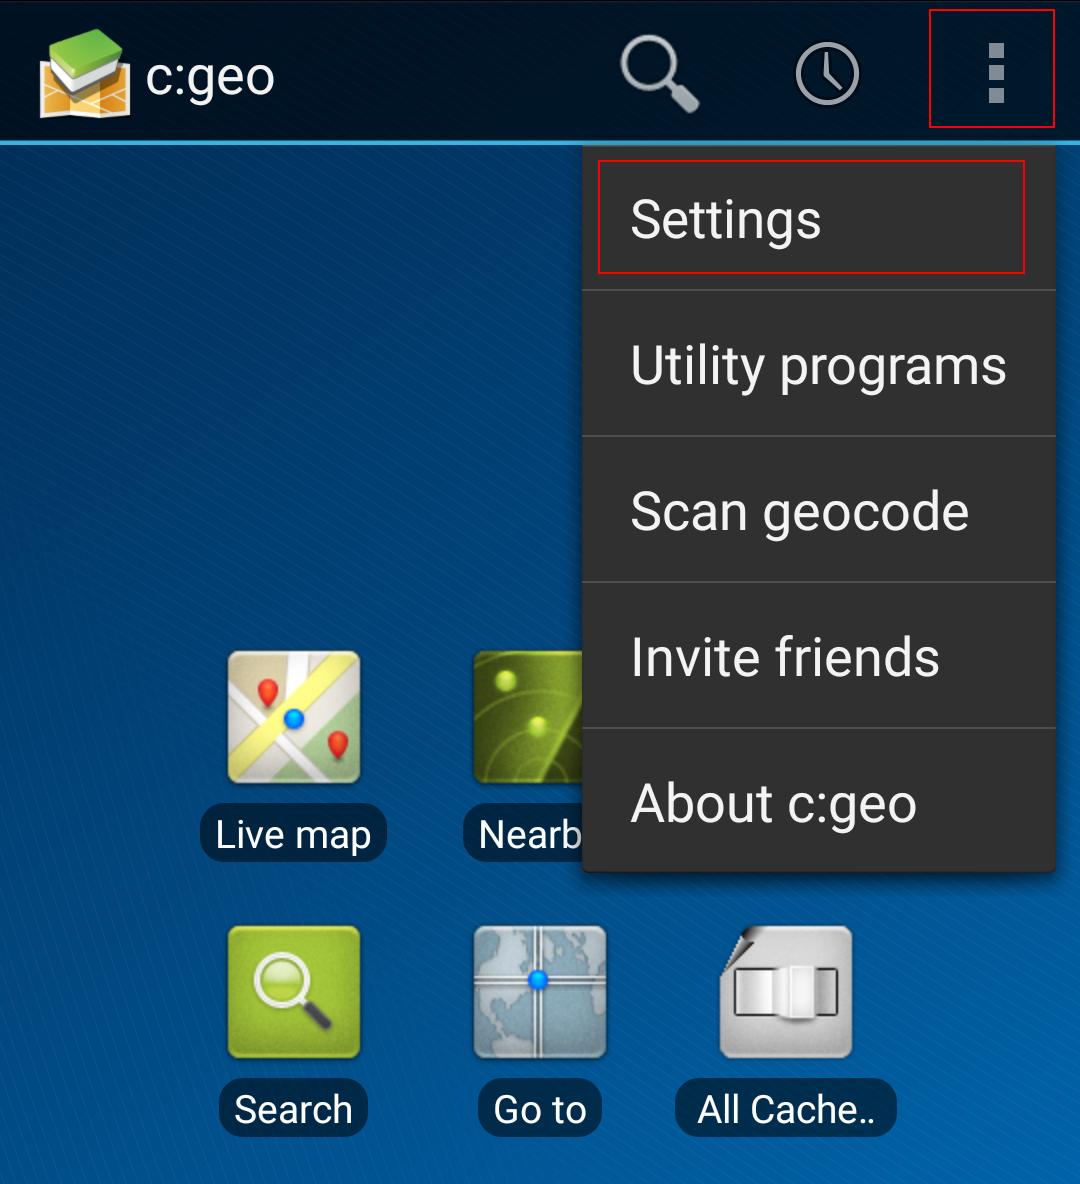 c:geo
Settings
Utility programs
Scan geocode
Invite friends
About c:geo
Live map
Nearb
Search
Go to
All Cache..